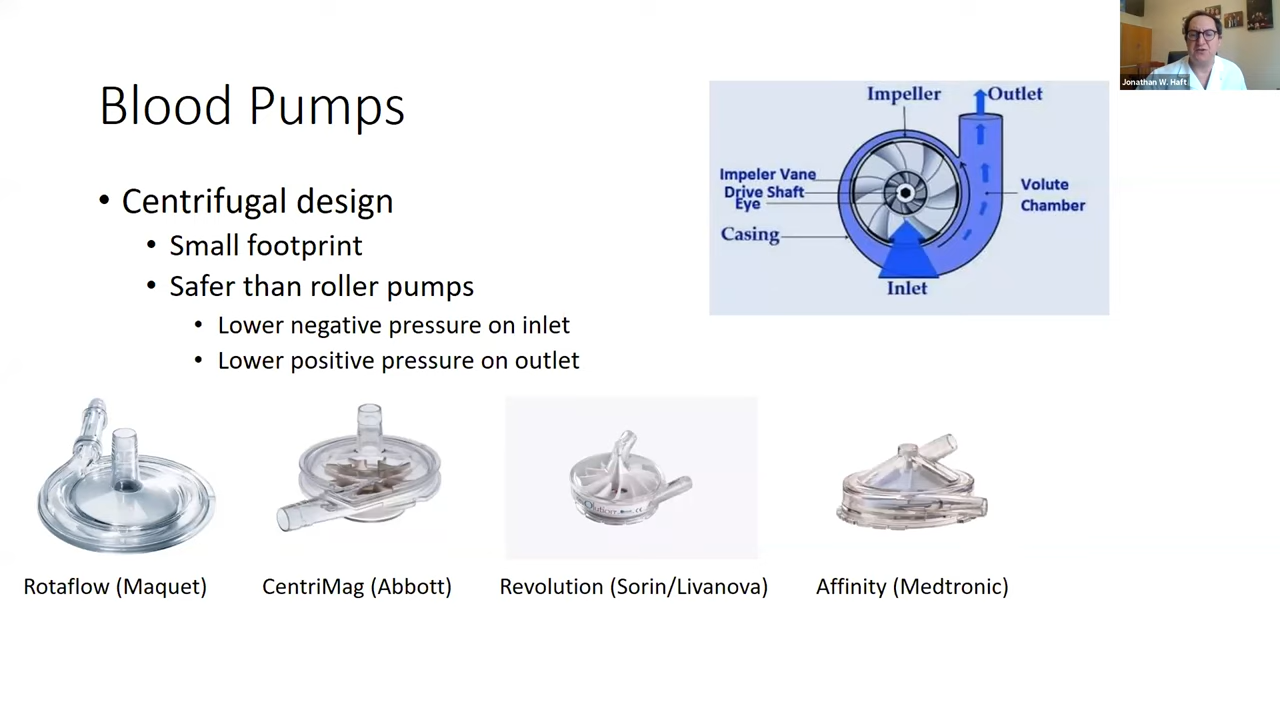 Jonathan W. Haft
Blood Pumps
• Centrifugal design
• Small footprint
• Safer than roller pumps
• Lower negative pressure on inlet
• Lower positive pressure on outlet
Impeller
Outlet
Impeler Vane
Drive Shaft
Eye
Casing
Volute
Chamber
Inlet
Rotaflow (Maquet)
CentriMag (Abbott)
Revolution (Sorin/Livanova)
Affinity (Medtronic)